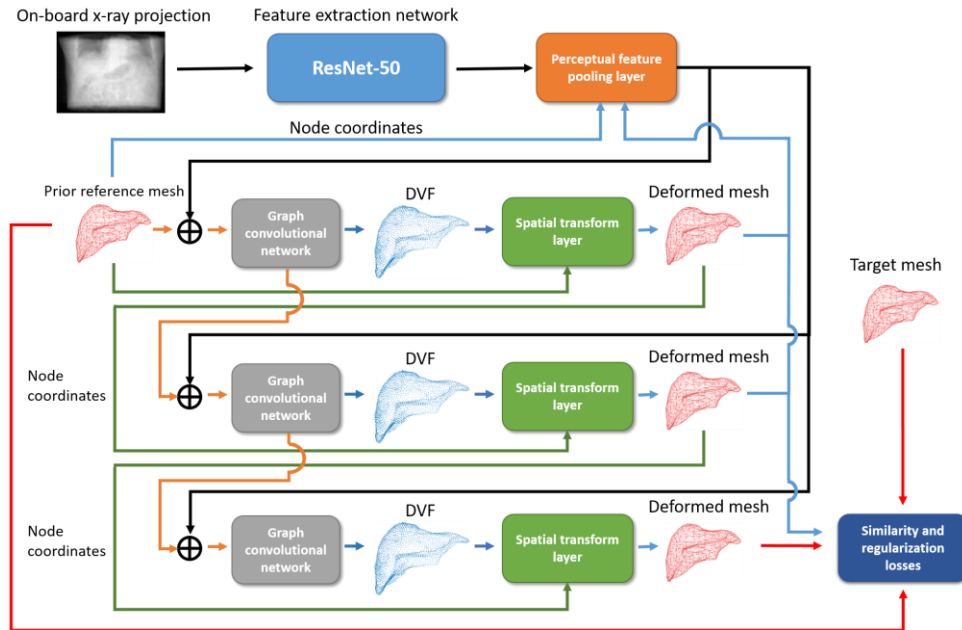 On-board x-ray projection
Feature extraction network
ResNet-50
Perceptual feature
pooling layer
Node coordinates
Prior reference mesh
Graph
convolutional
network
DVF
Spatial transform
layer
Deformed mesh
Target mesh
Node
coordinates
Graph
convolutional
network
DVF
Spatial transform
layer
Deformed mesh
Node
coordinates
Graph
convolutional
network
DVF
Spatial transform
layer
Deformed mesh
Similarity and
regularization
losses